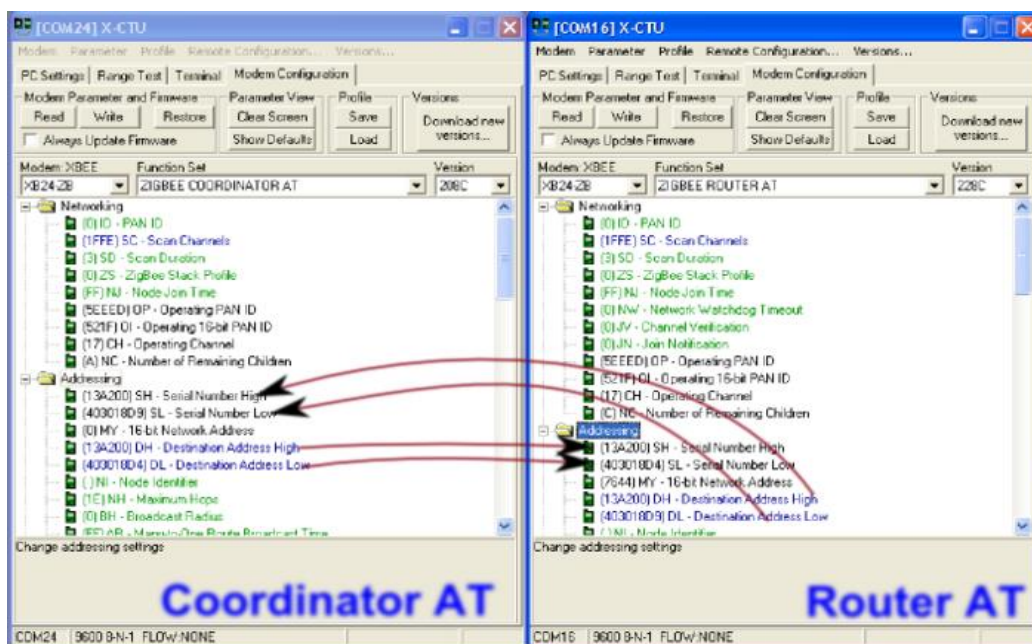 [COM24] X-CTU
Modem Parameter Profile Remote Configuration... Versions...
PC Settings Range Test Terminal Modem Configuration
Modem Parameter and Firmware Parameter View Profile Versions
Read Write Restore Clear Screen Save Download new versions...
Always Update Firmware Show Defaults Load
Modem: XBEE Function Set Version
XB24-ZB ZIGBEE COORDINATOR AT 208C
Networking
(0) ID - PAN ID
(1FFE) SC - Scan Channels
(3) SD - Scan Duration
(0) ZS - ZigBee Stack Profile
(FF) NJ - Node Join Time
(5EEED) OP - Operating PAN ID
(521F) OI - Operating 16-bit PAN ID
(17) CH - Operating Channel
(A) NC - Number of Remaining Children
Addressing
(13A200) SH - Serial Number High
(403018D9) SL - Serial Number Low
(0) MY - 16-bit Network Address
(13A200) DH - Destination Address High
(403018D4) DL - Destination Address Low
( ) NI - Node Identifier
(1E) NH - Maximum Hops
(0) BH - Broadcast Radius
(FF) AR - Many-to-One Route Broadcast Time
Change addressing settings
Coordinator AT
COM24 9600 8-N-1 FLOW:NONE
[COM16] X-CTU
Modem Parameter Profile Remote Configuration... Versions...
PC Settings Range Test Terminal Modem Configuration
Modem Parameter and Firmware Parameter View Profile Versions
Read Write Restore Clear Screen Save Download new versions...
Always Update Firmware Show Defaults Load
Modem: XBEE Function Set Version
XB24-ZB ZIGBEE ROUTER AT 228C
Networking
(0) ID - PAN ID
(1FFE) SC - Scan Channels
(3) SD - Scan Duration
(0) ZS - ZigBee Stack Profile
(FF) NJ - Node Join Time
(0) NW - Network Watchdog Timeout
(0) JV - Channel Verification
(0) JN - Join Notification
(5EEED) OP - Operating PAN ID
(521F) OI - Operating 16-bit PAN ID
(17) CH - Operating Channel
(C) NC - Number of Remaining Children
Addressing
(13A200) SH - Serial Number High
(403018D4) SL - Serial Number Low
(7644) MY - 16-bit Network Address
(13A200) DH - Destination Address High
(403018D9) DL - Destination Address Low
( ) NI - Node Identifier
Change addressing settings
Router AT
COM16 9600 8-N-1 FLOW:NONE